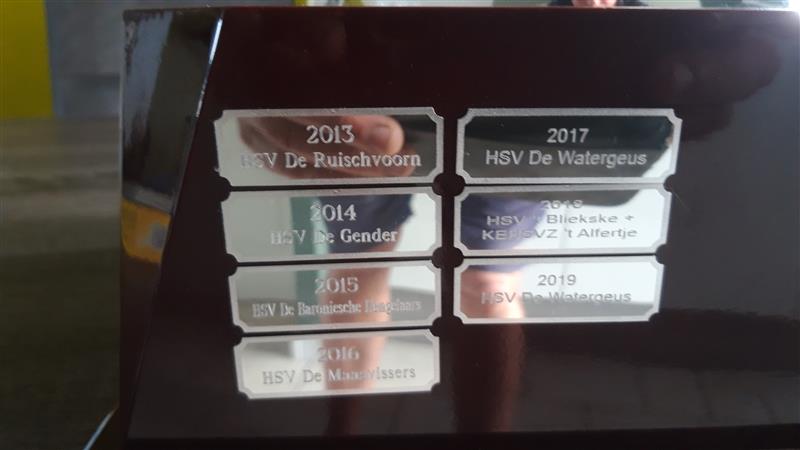 2013
HSV De Ruischvoorn
2014
HSV De Gender
2015
HSV De Baroniesche Hengelaars
2016
HSV De Maasvissers
2017
HSV De Watergeus
2018
HSV 't Bliekske +
't Alfertje
2019
HSV De Watergeus